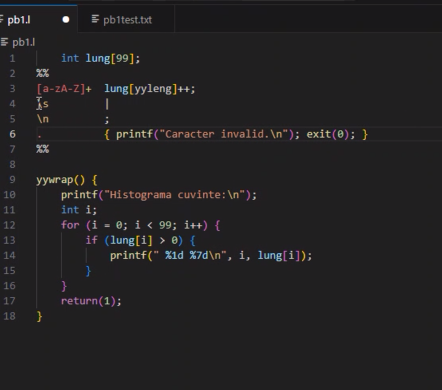 pb1.l pb1test.txt
pb1.l
1 int lung[99];
2 %%
3 [a-zA-Z]+ lung[yyleng]++;
4 \s |
5 \n ;
6 . { printf("Caracter invalid.\n"); exit(0); }
7 %%
8
9 yywrap() {
10 printf("Histograma cuvinte:\n");
11 int i;
12 for (i = 0; i < 99; i++) {
13 if (lung[i] > 0) {
14 printf(" %1d %7d\n", i, lung[i]);
15 }
16 }
17 return(1);
18 }